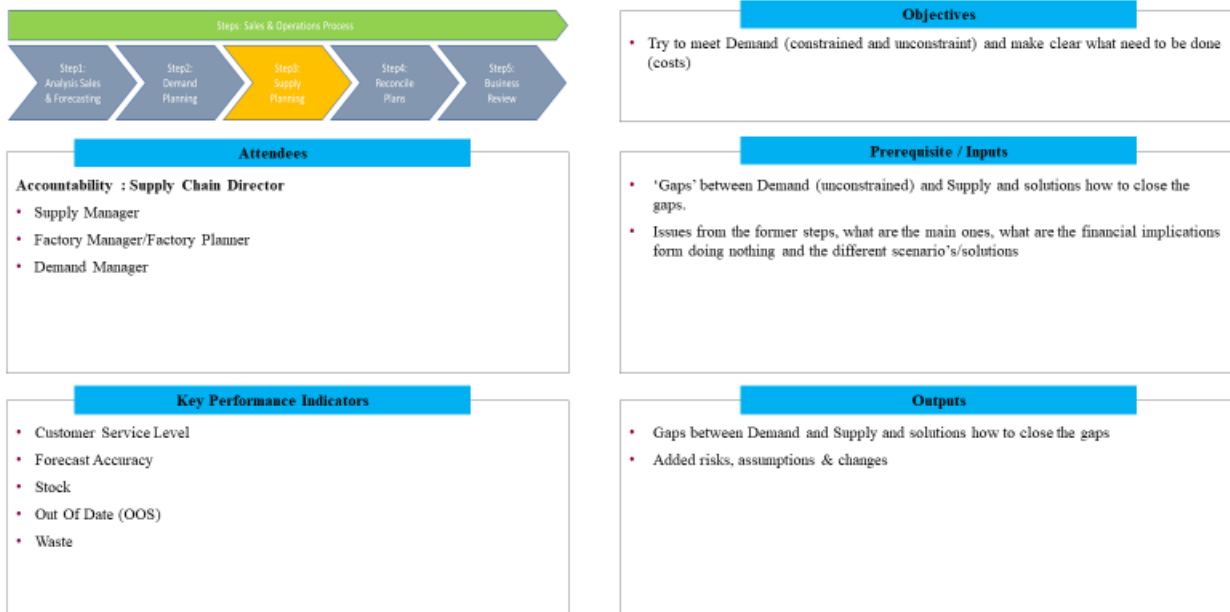 Steps: Sales & Operations Process
Step1:
Analysis Sales
& Forecasting
Step2:
Demand
Planning
Step3:
Supply
Planning
Step4:
Reconcile
Plans
Step5:
Business
Review
Objectives
• Try to meet Demand (constrained and unconstraint) and make clear what need to be done
(costs)
Attendees
Accountability : Supply Chain Director
• Supply Manager
• Factory Manager/Factory Planner
• Demand Manager
Prerequisite / Inputs
• ‘Gaps’ between Demand (unconstrained) and Supply and solutions how to close the
gaps.
• Issues from the former steps, what are the main ones, what are the financial implications
form doing nothing and the different scenario’s/solutions
Key Performance Indicators
• Customer Service Level
• Forecast Accuracy
• Stock
• Out Of Date (OOS)
• Waste
Outputs
• Gaps between Demand and Supply and solutions how to close the gaps
• Added risks, assumptions & changes